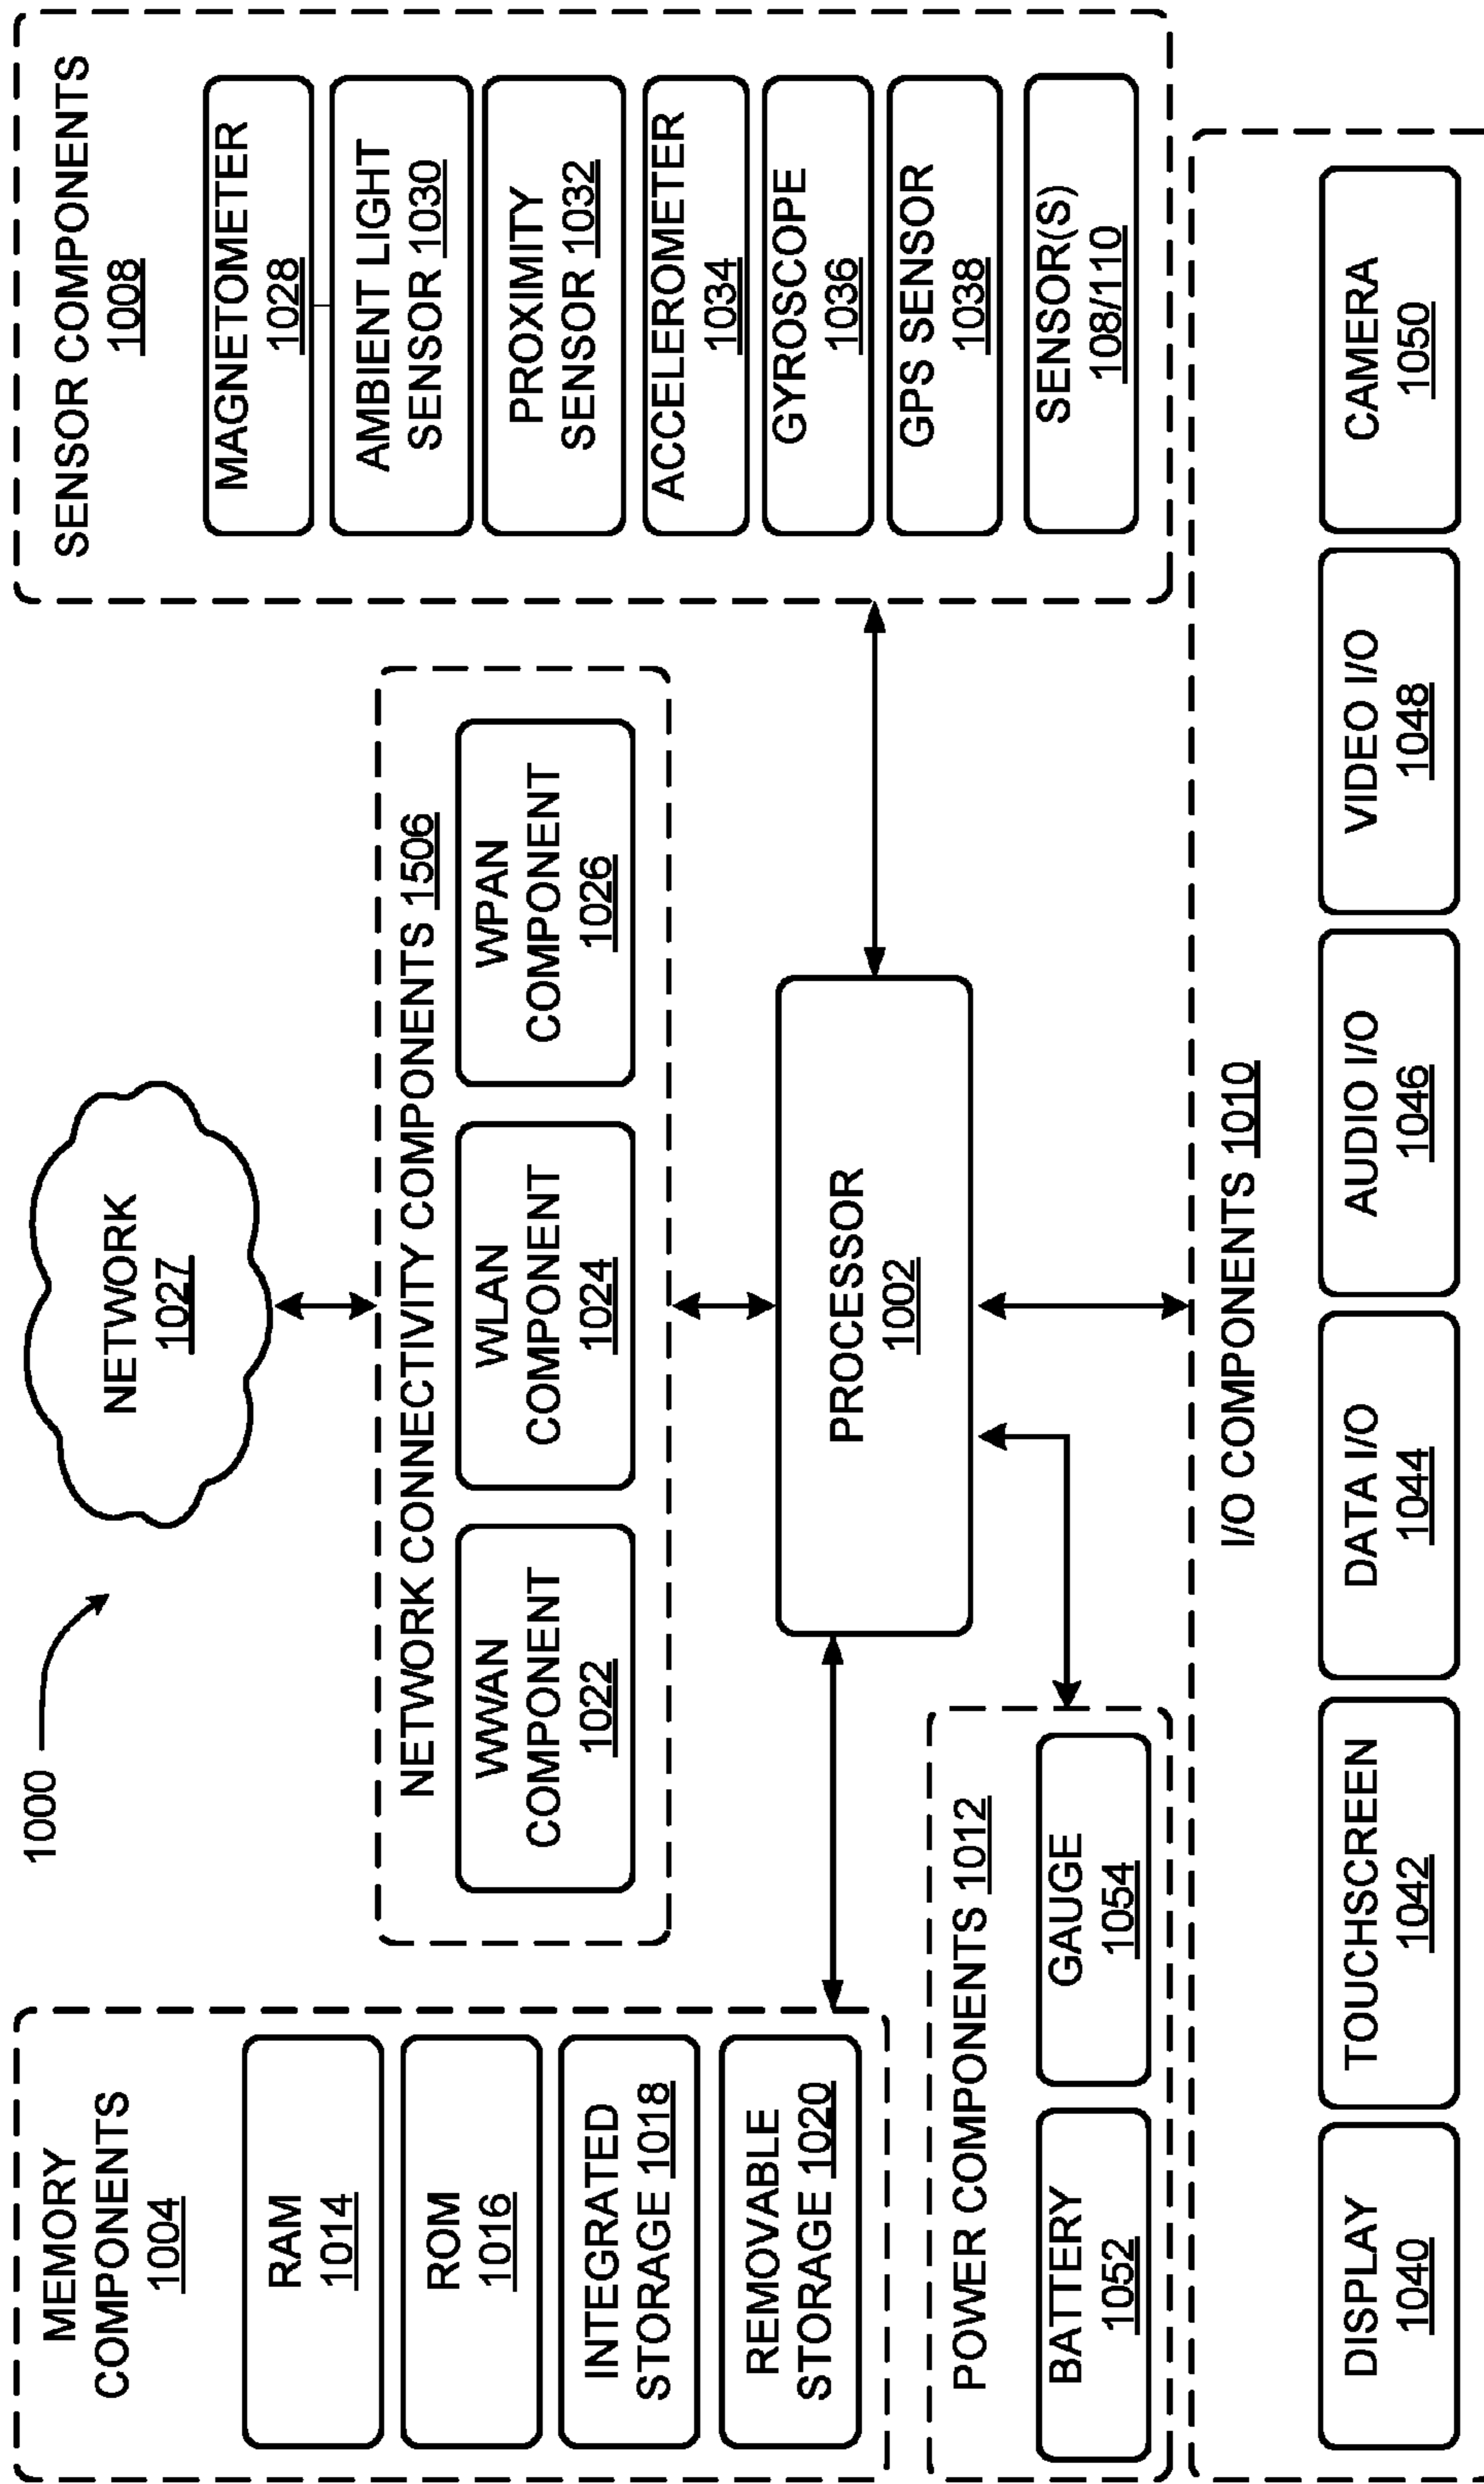 1000
NETWORK
1027
MEMORY
COMPONENTS
1004
RAM
1014
ROM
1016
INTEGRATED
STORAGE 1018
REMOVABLE
STORAGE 1020
NETWORK CONNECTIVITY COMPONENTS 1506
WWAN
COMPONENT
1022
WLAN
COMPONENT
1024
WPAN
COMPONENT
1026
SENSOR COMPONENTS
1008
MAGNETOMETER
1028
AMBIENT LIGHT
SENSOR 1030
PROXIMITY
SENSOR 1032
ACCELEROMETER
1034
GYROSCOPE
1036
GPS SENSOR
1038
SENSOR(S)
108/110
PROCESSOR
1002
POWER COMPONENTS 1012
BATTERY
1052
GAUGE
1054
I/O COMPONENTS 1010
DISPLAY
1040
TOUCHSCREEN
1042
DATA I/O
1044
AUDIO I/O
1046
VIDEO I/O
1048
CAMERA
1050